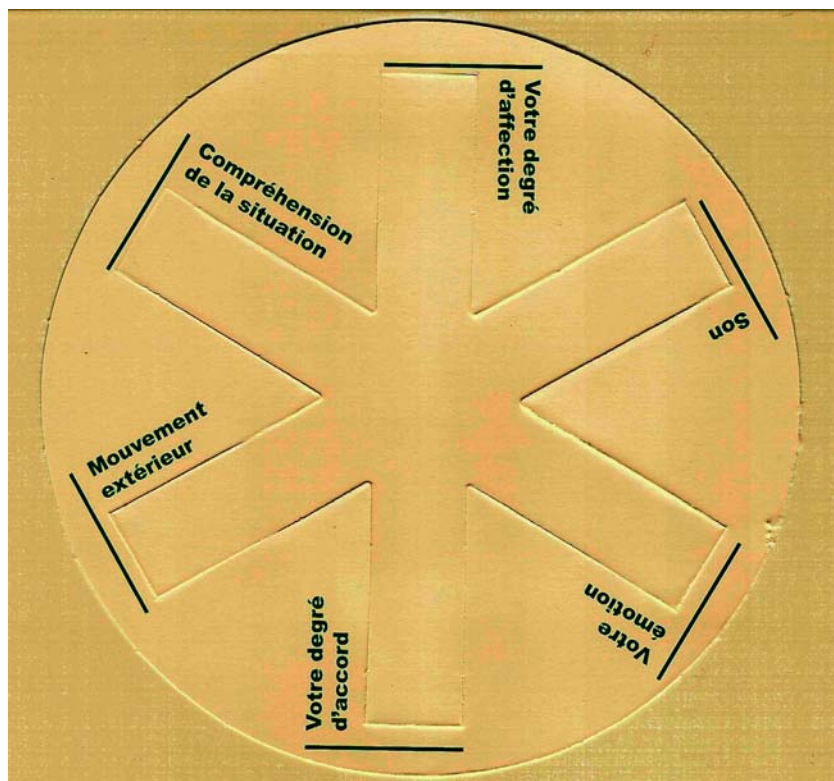 Votre degré
d'affection
Son
Votre
émotion
Votre degré
d'accord
Mouvement
extérieur
Compréhension
de la situation